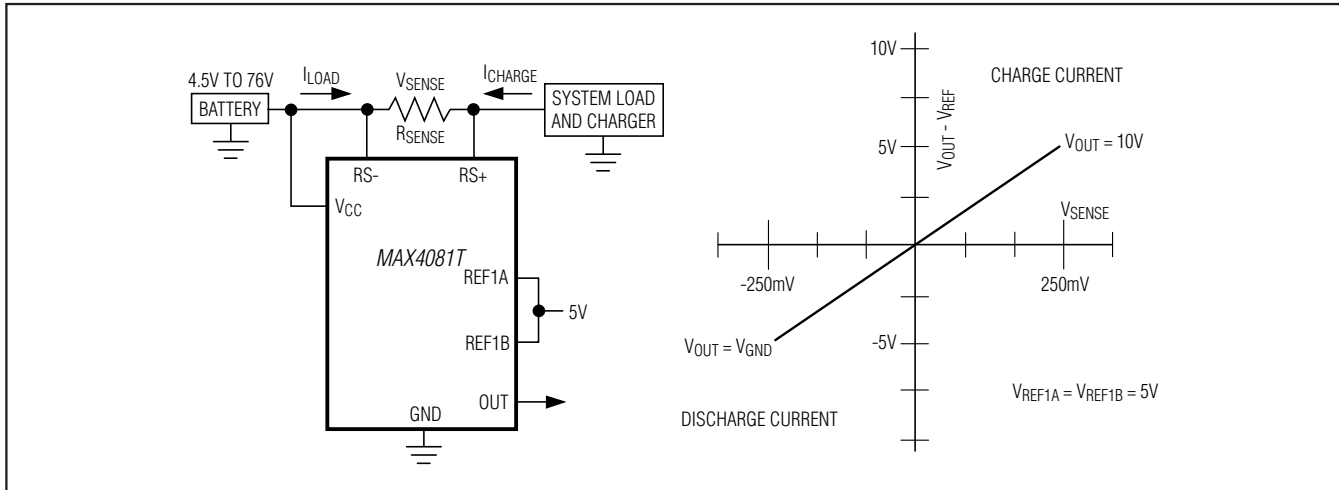 4.5V TO 76V
BATTERY
ILOAD
VSENSE
RSENSE
ICHARGE
SYSTEM LOAD
AND CHARGER
RS-
RS+
VCC
MAX4081T
REF1A
5V
REF1B
OUT
GND
10V
CHARGE CURRENT
VOUT - VREF
5V
VOUT = 10V
VSENSE
-250mV
250mV
VOUT = VGND
-5V
VREF1A = VREF1B = 5V
DISCHARGE CURRENT